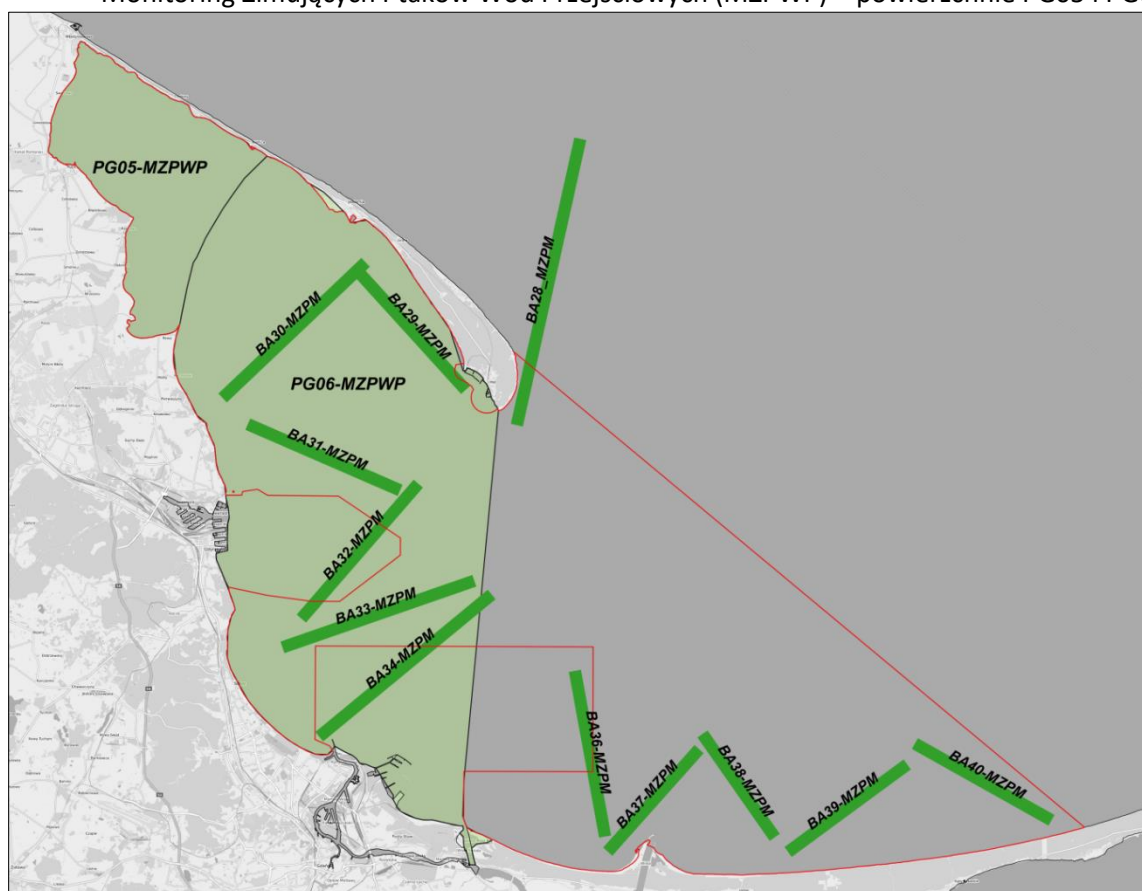 Monitoring Zimujących Ptaków Wód Przejściowych (MZPWP) – powierzchnie PG05 i PG
PG05-MZPWP
BA28_MZPM
BA30-MZPM
BA29-MZPM
PG06-MZPWP
BA31-MZPM
BA32-MZPM
BA33-MZPM
BA34-MZPM
BA36-MZPM
BA37-MZPM
BA38-MZPM
BA39-MZPM
BA40-MZPM